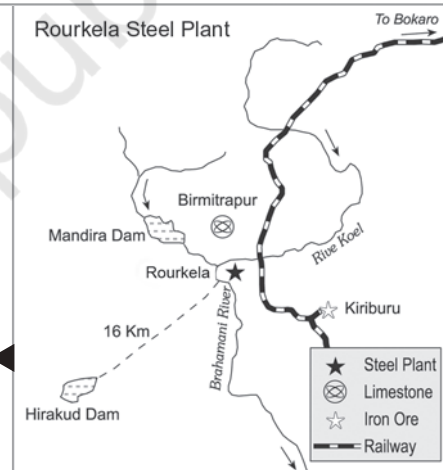 Rourkela Steel Plant
To Bokaro
Birmitrapur
Mandira Dam
Rive Koel
Rourkela
Brahamani River
Kiriburu
16 Km
Hirakud Dam
Steel Plant
Limestone
Iron Ore
Railway